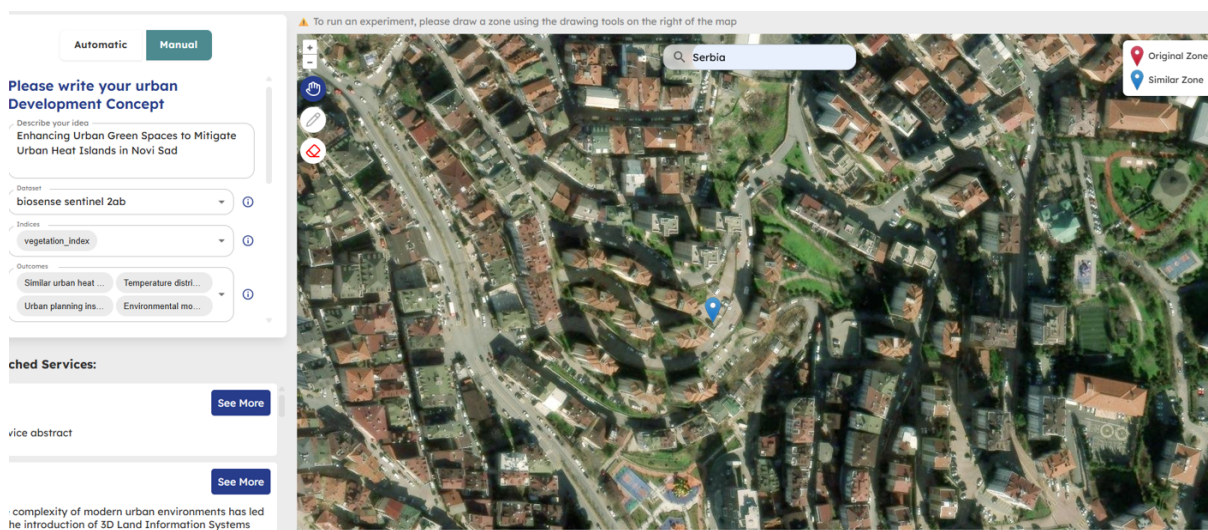 ⚠ To run an experiment, please draw a zone using the drawing tools on the right of the map
Automatic
Manual
Please write your urban
Development Concept
Describe your idea
Enhancing Urban Green Spaces to Mitigate
Urban Heat Islands in Novi Sad
Dataset
biosense sentinel 2ab
Indices
vegetation_index
Outcomes
Similar urban heat ...
Temperature distri...
Urban planning ins...
Environmental mo...
ched Services:
See More
vice abstract
See More
complexity of modern urban environments has led
he introduction of 3D Land Information Systems
+
-
Serbia
Original Zone
Similar Zone